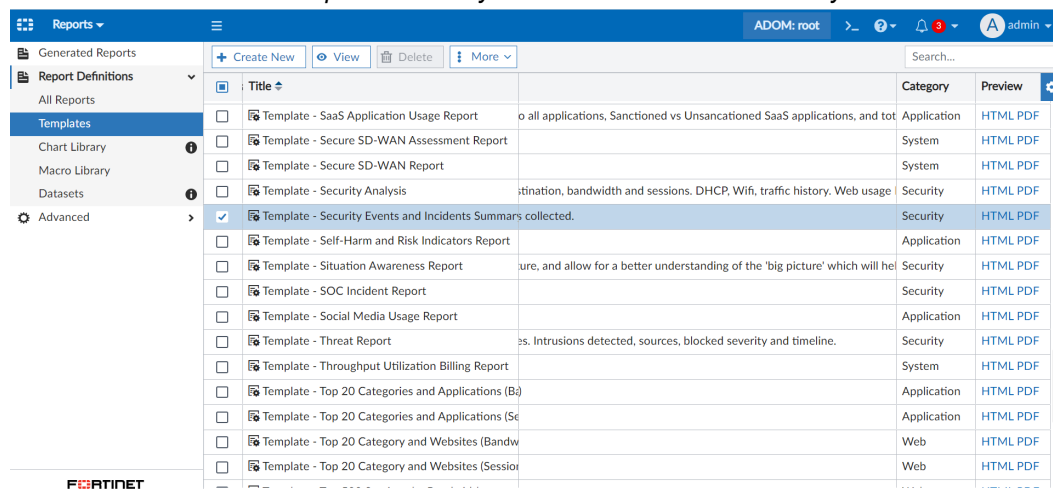 Reports ADOM: root >_ 3 A admin
Generated Reports
Report Definitions
All Reports
Templates
Chart Library
Macro Library
Datasets
Advanced
FORTINET
+ Create New View Delete More Search...
Title Category Preview
Template - SaaS Application Usage Report o all applications, Sanctioned vs Unsancationed SaaS applications, and tot Application HTML PDF
Template - Secure SD-WAN Assessment Report System HTML PDF
Template - Secure SD-WAN Report System HTML PDF
Template - Security Analysis stination, bandwidth and sessions. DHCP, Wifi, traffic history. Web usage Security HTML PDF
Template - Security Events and Incidents Summar s collected. Security HTML PDF
Template - Self-Harm and Risk Indicators Report Application HTML PDF
Template - Situation Awareness Report ure, and allow for a better understanding of the 'big picture' which will hel Security HTML PDF
Template - SOC Incident Report Security HTML PDF
Template - Social Media Usage Report Application HTML PDF
Template - Threat Report es. Intrusions detected, sources, blocked severity and timeline. Security HTML PDF
Template - Throughput Utilization Billing Report System HTML PDF
Template - Top 20 Categories and Applications (Ba Application HTML PDF
Template - Top 20 Categories and Applications (Se Application HTML PDF
Template - Top 20 Category and Websites (Bandw Web HTML PDF
Template - Top 20 Category and Websites (Session Web HTML PDF